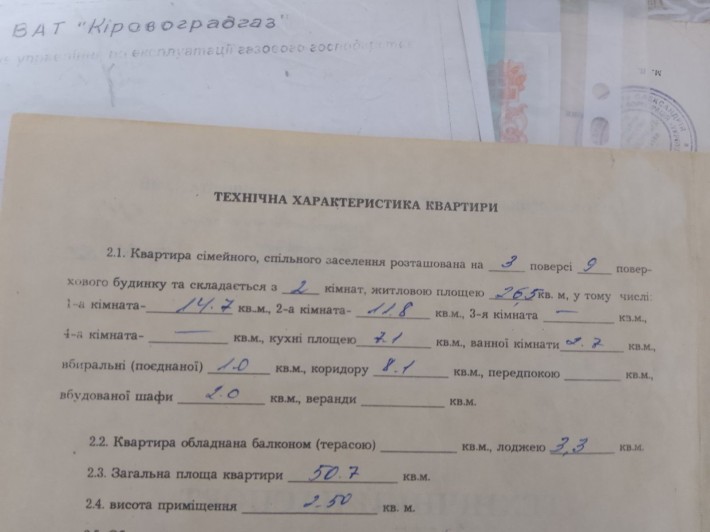 ВАТ "Кіровоградгаз"
по експлуатації газового господарства
ТЕХНІЧНА ХАРАКТЕРИСТИКА КВАРТИРИ
2.1. Квартира сімейного, спільного заселення розташована на 3 поверсі 9 повер-
хового будинку та складається з 2 кімнат, житловою площею 26,5 кв. м, у тому числі:
1-а кімната- 14.7 кв.м., 2-а кімната- 11.8 кв.м., 3-я кімната — кв.м.,
4-а кімната- — кв.м., кухні площею 7.1 кв.м., ванної кімнати 2.7 кв.м.,
вбиральні (поєднаної) 1.0 кв.м., коридору 8.1 кв.м., передпокою кв.м.,
вбудованої шафи 2.0 кв.м., веранди кв.м.
2.2. Квартира обладнана балконом (терасою) кв.м., лоджею 3,3 кв.м.
2.3. Загальна площа квартири 50.7 кв.м.
2.4. висота приміщення 2.50 кв. м.